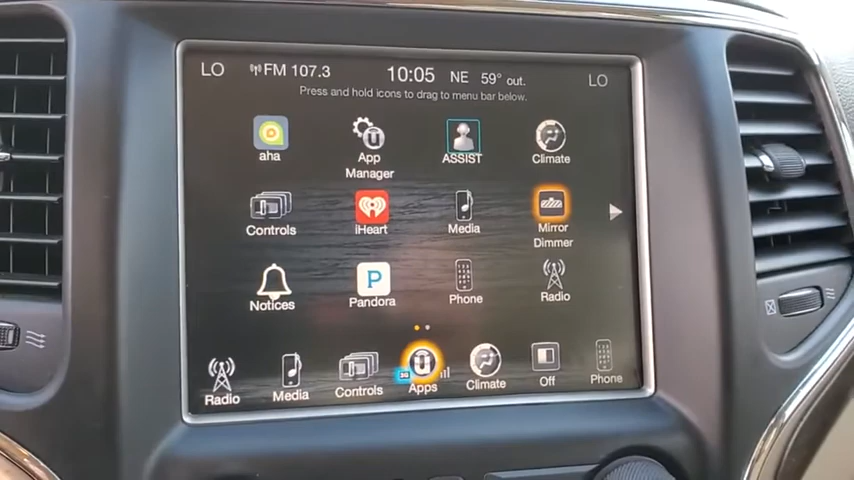 LO FM 107.3 10:05 NE 59° out. LO
Press and hold icons to drag to menu bar below.
aha
aha App Manager ASSIST Climate
Controls iHeart Media Mirror Dimmer
P
Notices Pandora Phone Radio
3G
Radio Media Controls Apps Climate Off Phone